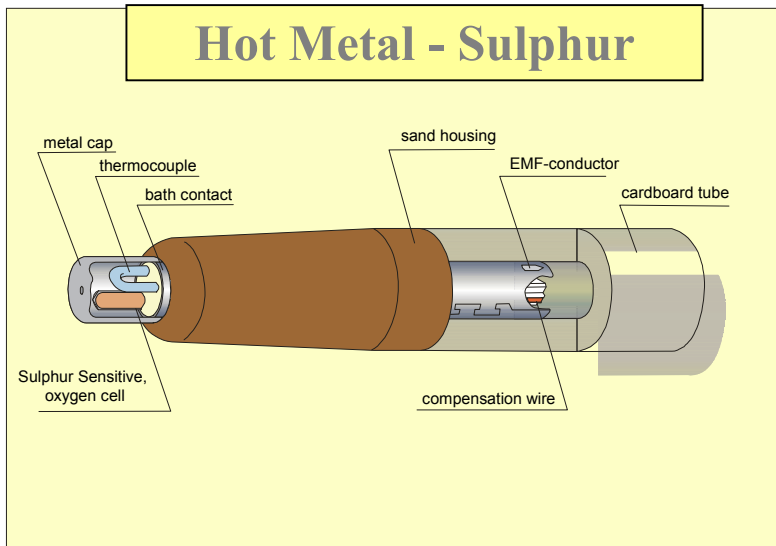 Hot Metal - Sulphur
metal cap
thermocouple
bath contact
sand housing
EMF-conductor
cardboard tube
Sulphur Sensitive,
oxygen cell
compensation wire